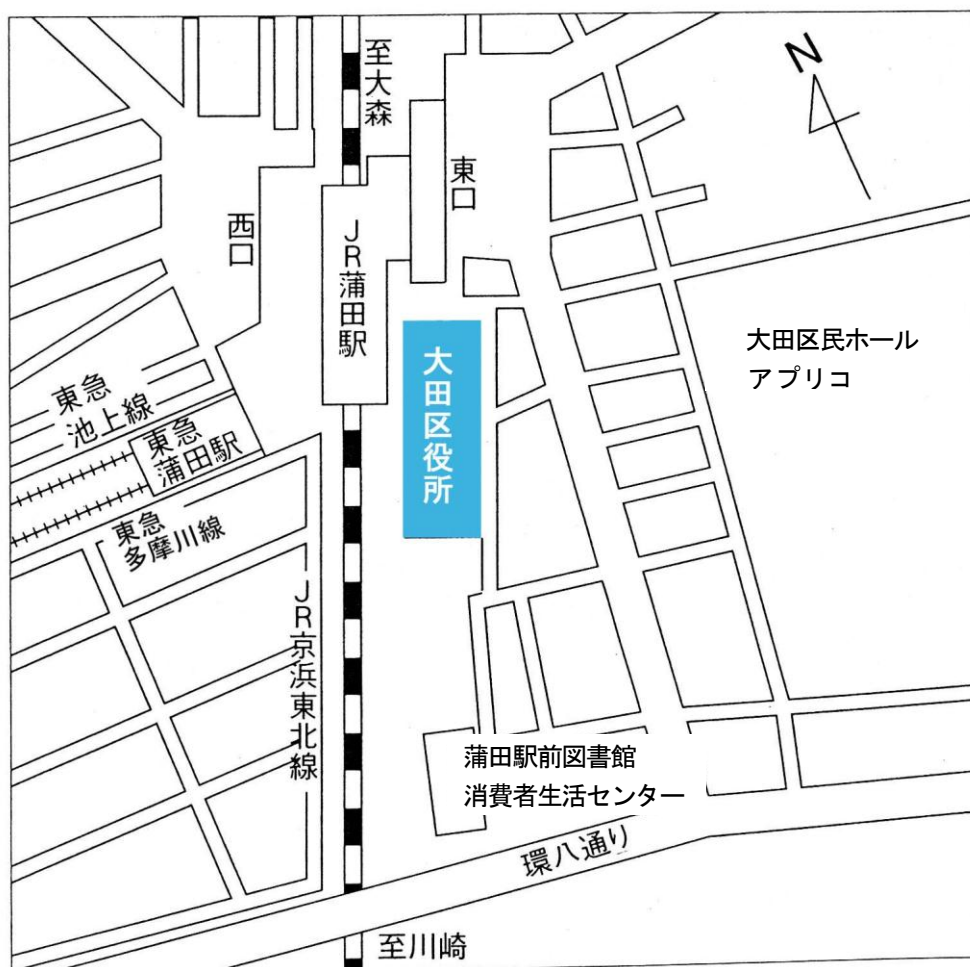 N
至大森
東口
西口
JR蒲田駅
大田区役所
大田区民ホール
アプリコ
東急
池上線
東急
蒲田駅
東急
多摩川線
JR京浜東北線
蒲田駅前図書館
消費者生活センター
環八通り
至川崎